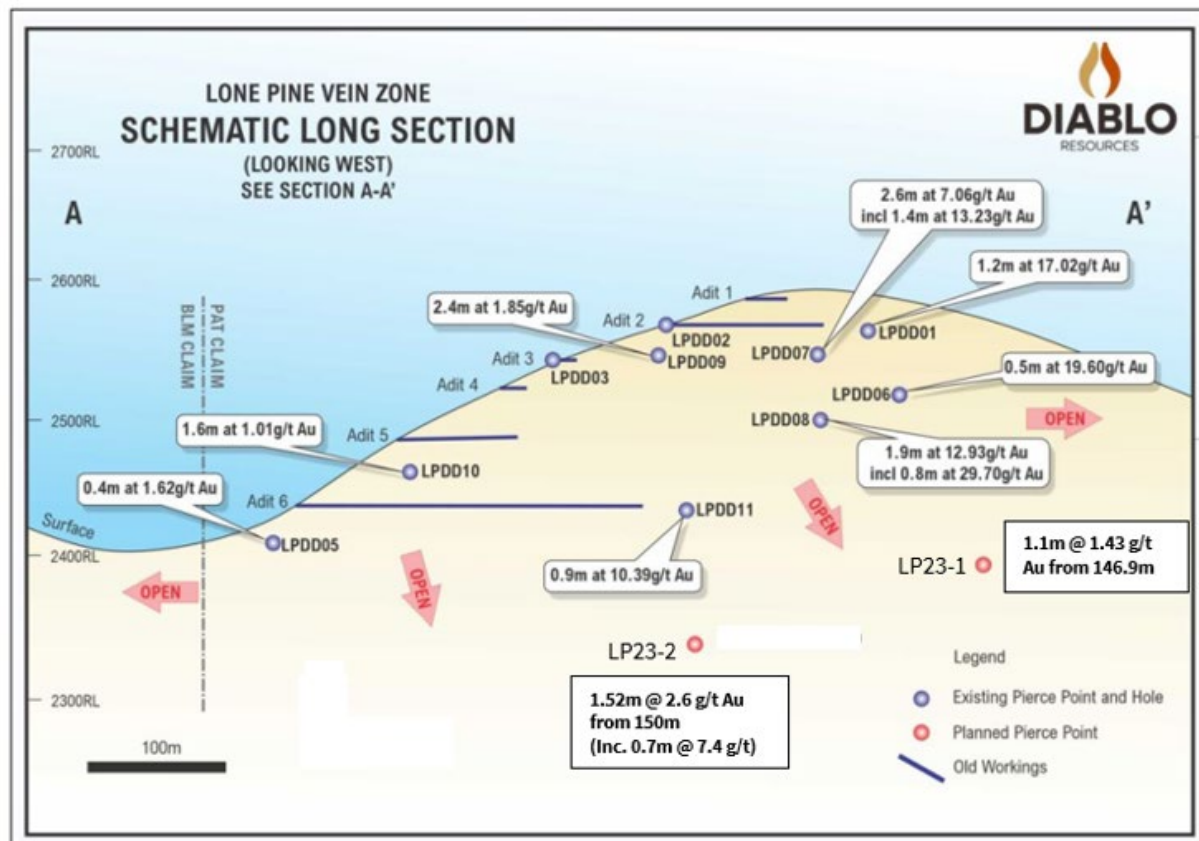 LONE PINE VEIN ZONE
SCHEMATIC LONG SECTION
(LOOKING WEST)
SEE SECTION A-A'
DIABLO
RESOURCES
2700RL
A
A'
2.6m at 7.06g/t Au
incl 1.4m at 13.23g/t Au
2600RL
1.2m at 17.02g/t Au
Adit 1
2.4m at 1.85g/t Au
Adit 2
LPDD02
LPDD01
BLM CLAIM
PAT CLAIM
LPDD09
LPDD07
Adit 3
LPDD03
0.5m at 19.60g/t Au
Adit 4
LPDD06
2500RL
LPDD08
OPEN
1.6m at 1.01g/t Au
Adit 5
1.9m at 12.93g/t Au
incl 0.8m at 29.70g/t Au
LPDD10
0.4m at 1.62g/t Au
Adit 6
LPDD11
OPEN
Surface
LPDD05
2400RL
1.1m @ 1.43 g/t
Au from 146.9m
LP23-1
0.9m at 10.39g/t Au
OPEN
OPEN
LP23-2
Legend
1.52m @ 2.6 g/t Au
from 150m
(Inc. 0.7m @ 7.4 g/t)
2300RL
Existing Pierce Point and Hole
Planned Pierce Point
Old Workings
100m